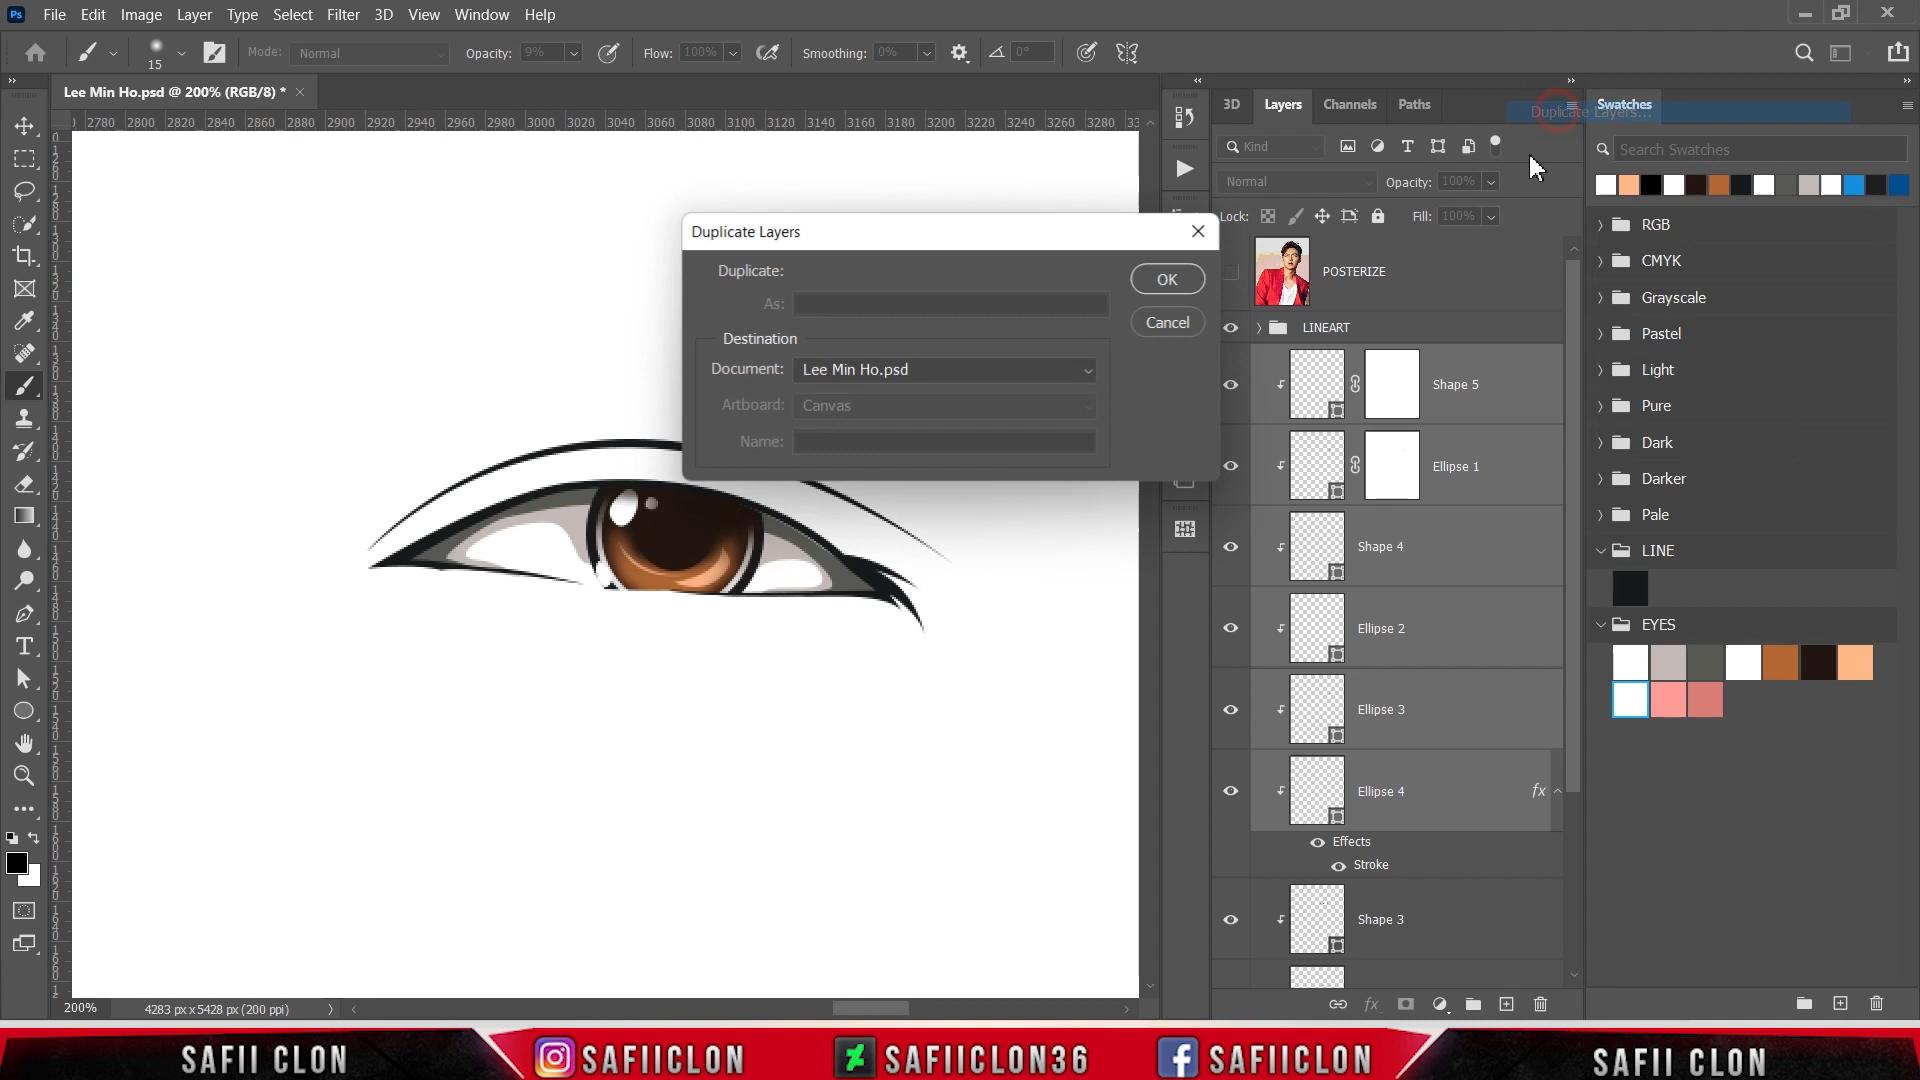 File Edit Image Layer Type Select Filter 3D View Window Help
15 Mode: Normal Opacity: 9% Flow: 100% Smoothing: 0% 0°
Lee Min Ho.psd @ 200% (RGB/8) *
3D Layers Channels Paths
Duplicate Layers...
Swatches
2780 2800 2820 2840 2860 2880 2900 2920 2940 2960 2980 3000 3020 3040 3060 3080 3100 3120 3140 3160 3180 3200 3220 3240 3260 3280
Kind
Search Swatches
Normal Opacity: 100%
Lock: Fill: 100%
Duplicate Layers
Duplicate:
As:
Destination
Document: Lee Min Ho.psd
Artboard: Canvas
Name:
OK
Cancel
POSTERIZE
LINEART
Shape 5
Ellipse 1
Shape 4
Ellipse 2
Ellipse 3
Ellipse 4 fx
Effects
Stroke
Shape 3
RGB
CMYK
Grayscale
Pastel
Light
Pure
Dark
Darker
Pale
LINE
EYES
200% 4283 px x 5428 px (200 ppi)
fx
SAFII CLON SAFIICLON SAFIICLON36 SAFIICLON SAFII CLON